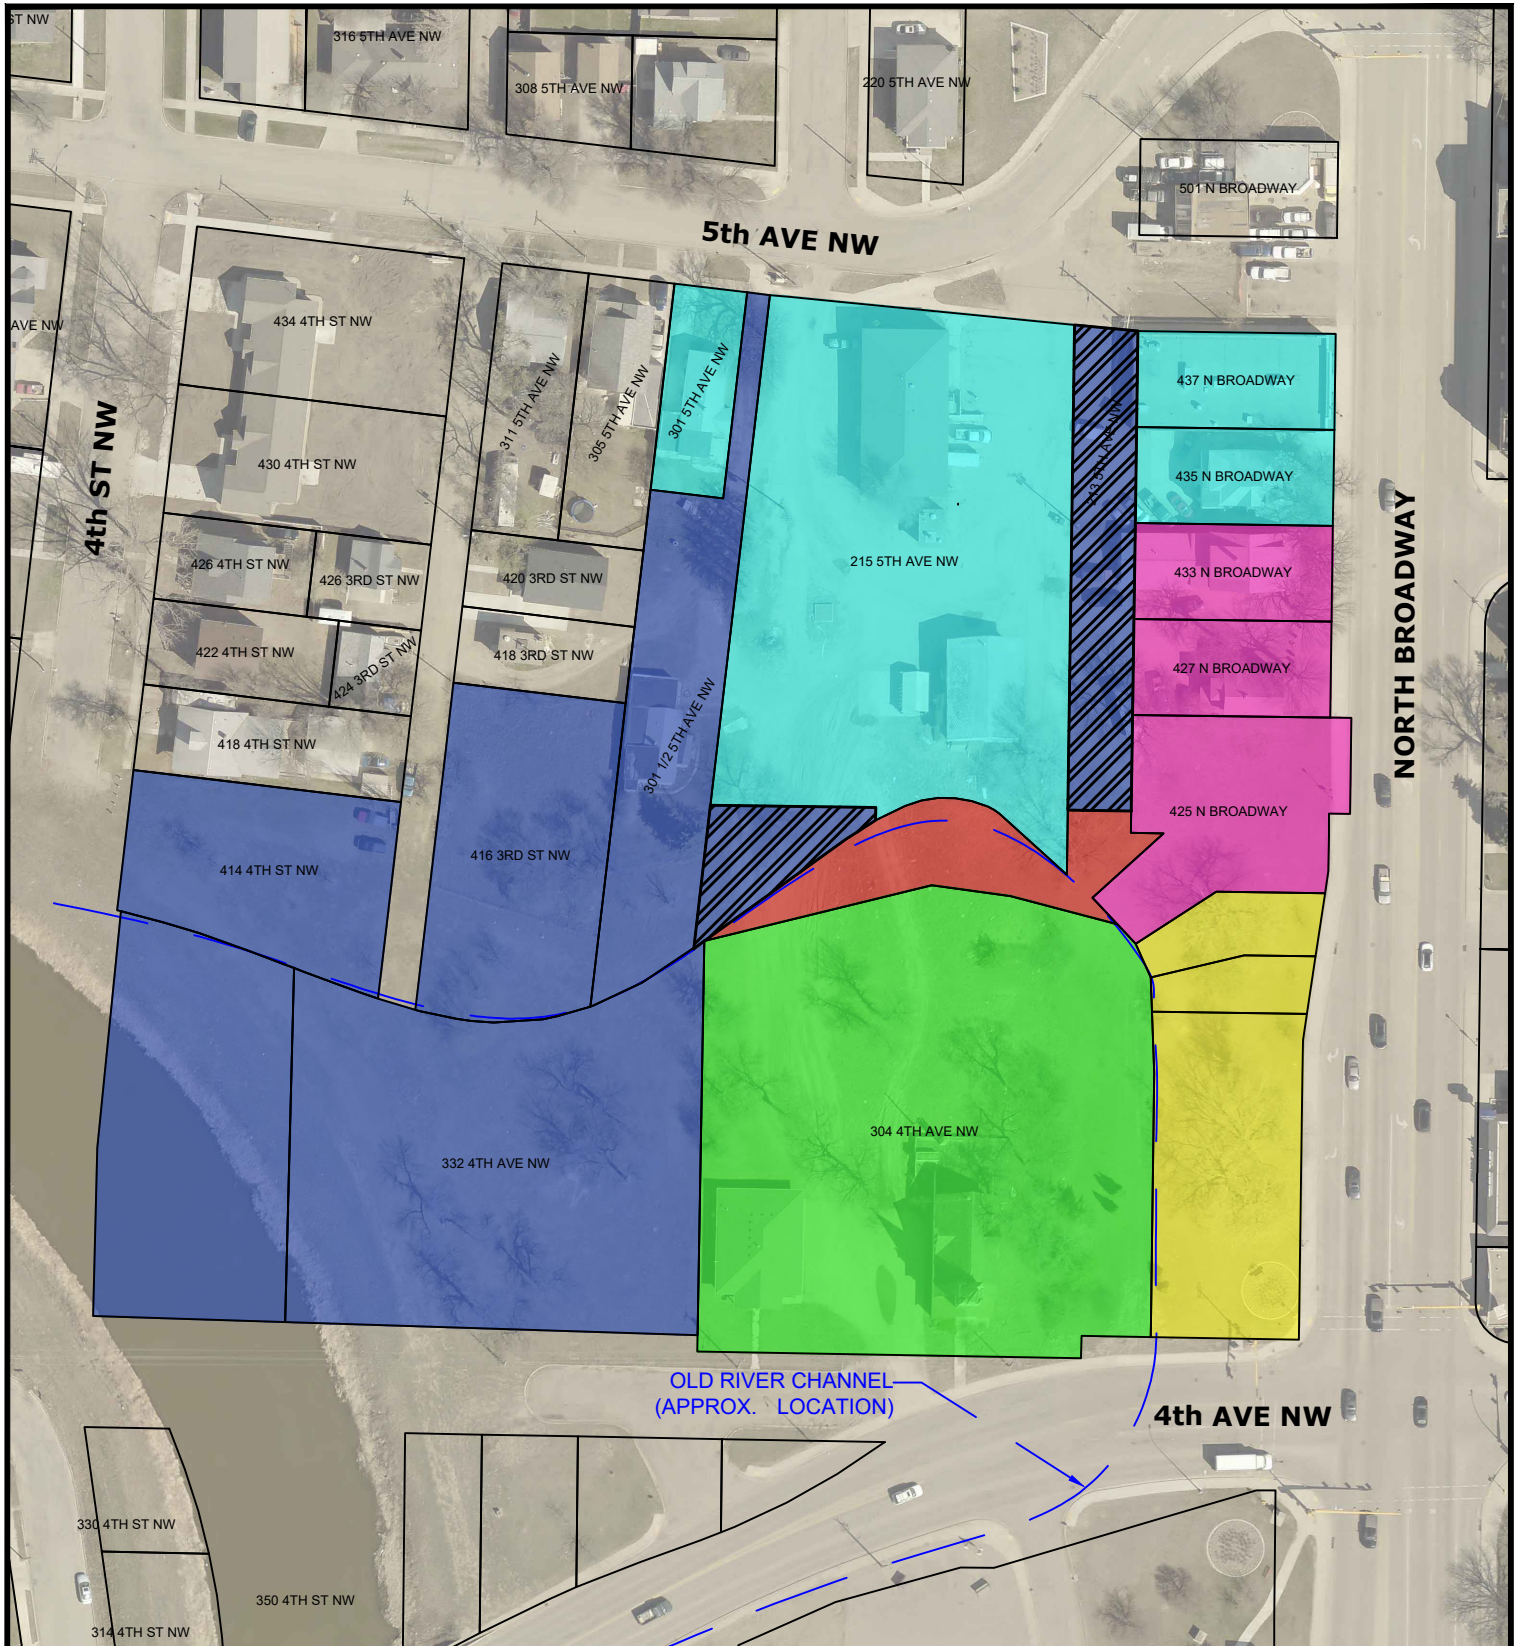 ST NW
316 5TH AVE NW
308 5TH AVE NW
220 5TH AVE NW
501 N BROADWAY
5th AVE NW
434 4TH ST NW
AVE NW
311 5TH AVE NW
305 5TH AVE NW
301 5TH AVE NW
437 N BROADWAY
213 5TH AVE NW
4th ST NW
430 4TH ST NW
435 N BROADWAY
NORTH BROADWAY
215 5TH AVE NW
426 4TH ST NW
426 3RD ST NW
420 3RD ST NW
433 N BROADWAY
422 4TH ST NW
424 3RD ST NW
418 3RD ST NW
427 N BROADWAY
418 4TH ST NW
301 1/2 5TH AVE NW
425 N BROADWAY
414 4TH ST NW
416 3RD ST NW
304 4TH AVE NW
332 4TH AVE NW
OLD RIVER CHANNEL
(APPROX. LOCATION)
4th AVE NW
330 4TH ST NW
350 4TH ST NW
314 4TH ST NW